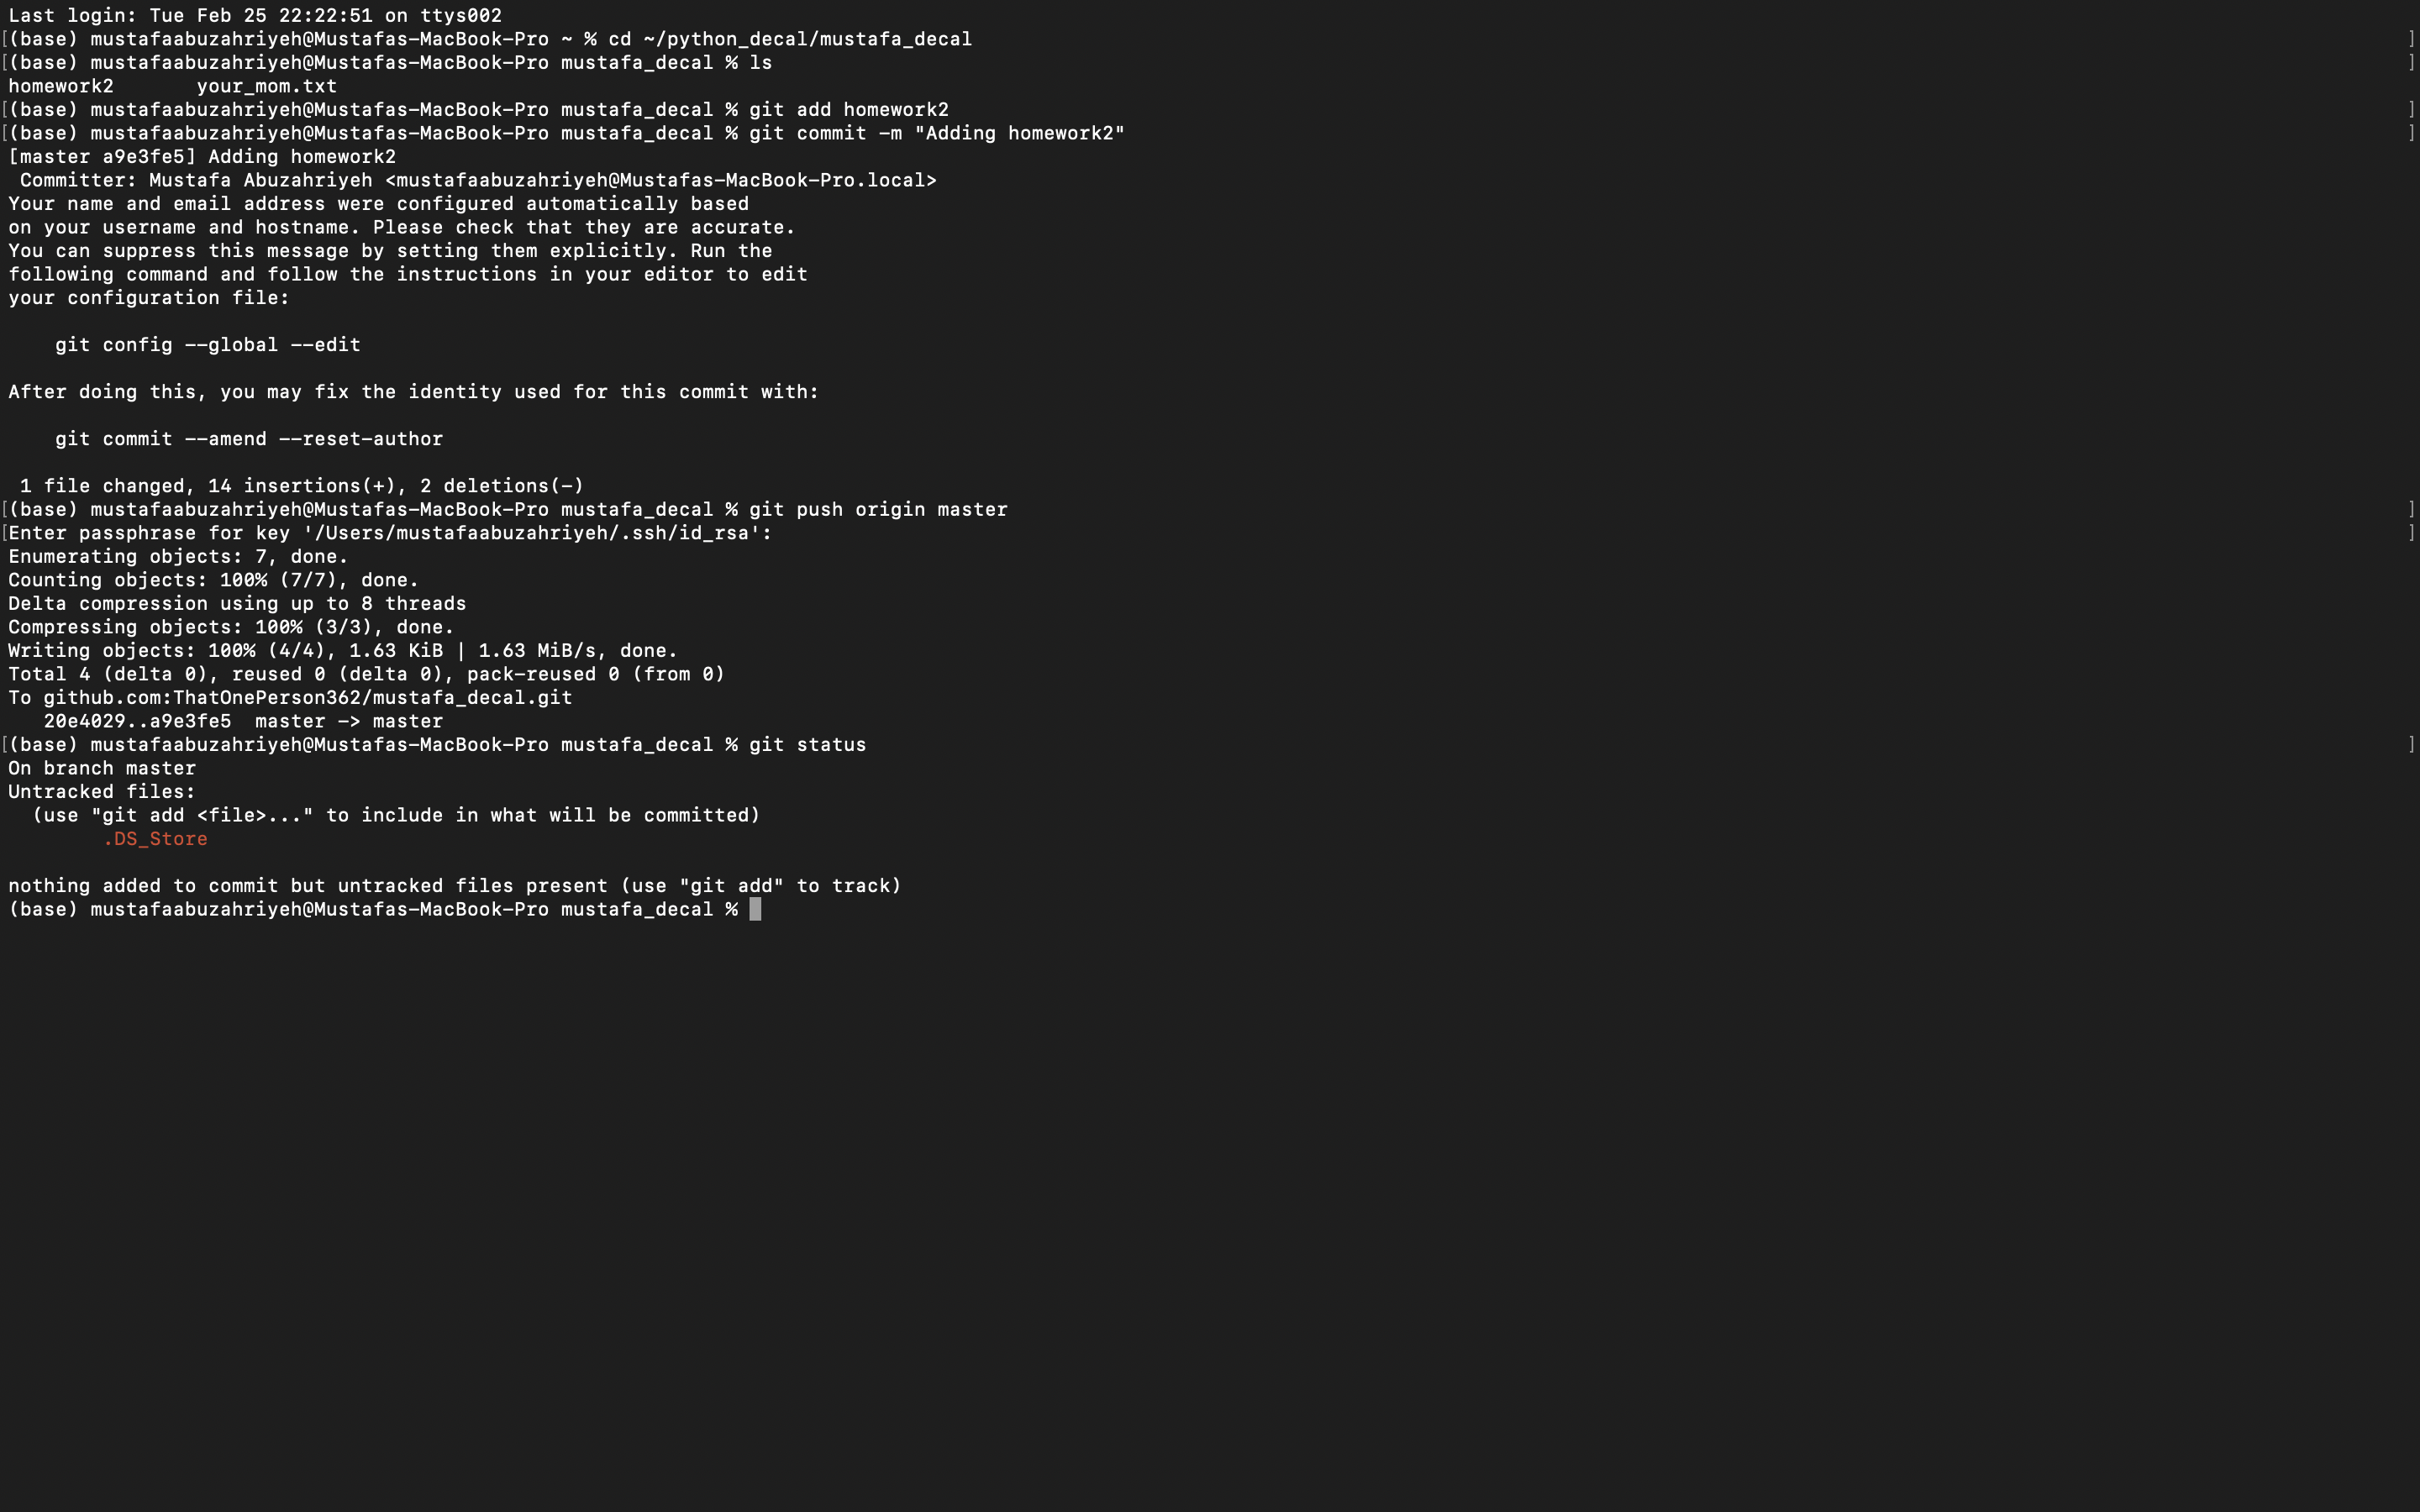 Last login: Tue Feb 25 22:22:51 on ttys002
[(base) mustafaabuzahriyeh@Mustafas-MacBook-Pro ~ % cd ~/python_decal/mustafa_decal ]
[(base) mustafaabuzahriyeh@Mustafas-MacBook-Pro mustafa_decal % ls ]
homework2       your_mom.txt
[(base) mustafaabuzahriyeh@Mustafas-MacBook-Pro mustafa_decal % git add homework2 ]
[(base) mustafaabuzahriyeh@Mustafas-MacBook-Pro mustafa_decal % git commit -m "Adding homework2" ]
[master a9e3fe5] Adding homework2
 Committer: Mustafa Abuzahriyeh <mustafaabuzahriyeh@Mustafas-MacBook-Pro.local>
Your name and email address were configured automatically based
on your username and hostname. Please check that they are accurate.
You can suppress this message by setting them explicitly. Run the
following command and follow the instructions in your editor to edit
your configuration file:

    git config --global --edit

After doing this, you may fix the identity used for this commit with:

    git commit --amend --reset-author

 1 file changed, 14 insertions(+), 2 deletions(-)
[(base) mustafaabuzahriyeh@Mustafas-MacBook-Pro mustafa_decal % git push origin master ]
[Enter passphrase for key '/Users/mustafaabuzahriyeh/.ssh/id_rsa': ]
Enumerating objects: 7, done.
Counting objects: 100% (7/7), done.
Delta compression using up to 8 threads
Compressing objects: 100% (3/3), done.
Writing objects: 100% (4/4), 1.63 KiB | 1.63 MiB/s, done.
Total 4 (delta 0), reused 0 (delta 0), pack-reused 0 (from 0)
To github.com:ThatOnePerson362/mustafa_decal.git
   20e4029..a9e3fe5  master -> master
[(base) mustafaabuzahriyeh@Mustafas-MacBook-Pro mustafa_decal % git status ]
On branch master
Untracked files:
  (use "git add <file>..." to include in what will be committed)
        .DS_Store

nothing added to commit but untracked files present (use "git add" to track)
(base) mustafaabuzahriyeh@Mustafas-MacBook-Pro mustafa_decal %